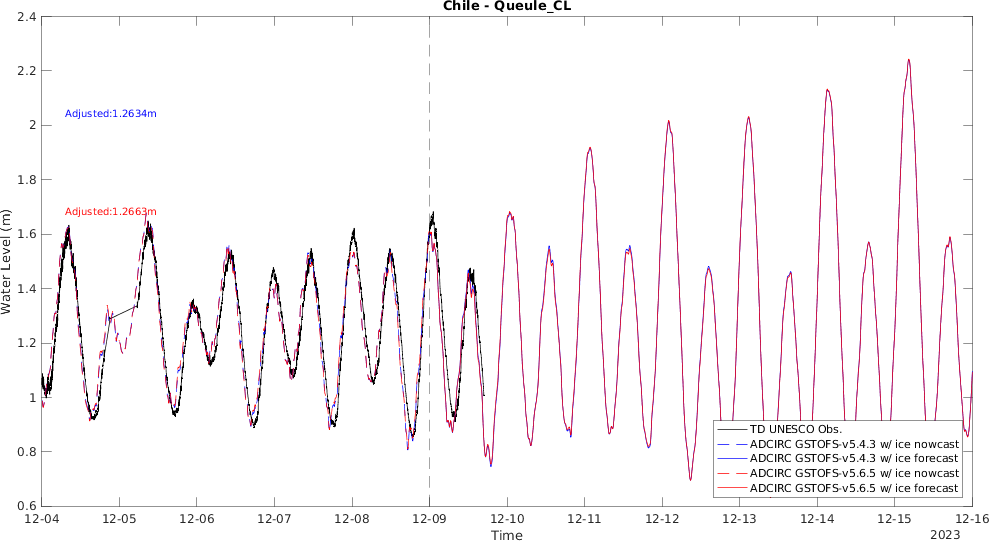 Chile - Queule_CL
2.4
2.2
2
1.8
1.6
1.4
1.2
1
0.8
0.6
Water Level (m)
Adjusted:1.2634m
Adjusted:1.2663m
TD UNESCO Obs.
ADCIRC GSTOFS-v5.4.3 w/ ice nowcast
ADCIRC GSTOFS-v5.4.3 w/ ice forecast
ADCIRC GSTOFS-v5.6.5 w/ ice nowcast
ADCIRC GSTOFS-v5.6.5 w/ ice forecast
12-04 12-05 12-06 12-07 12-08 12-09 12-10 12-11 12-12 12-13 12-14 12-15 12-16
Time
2023